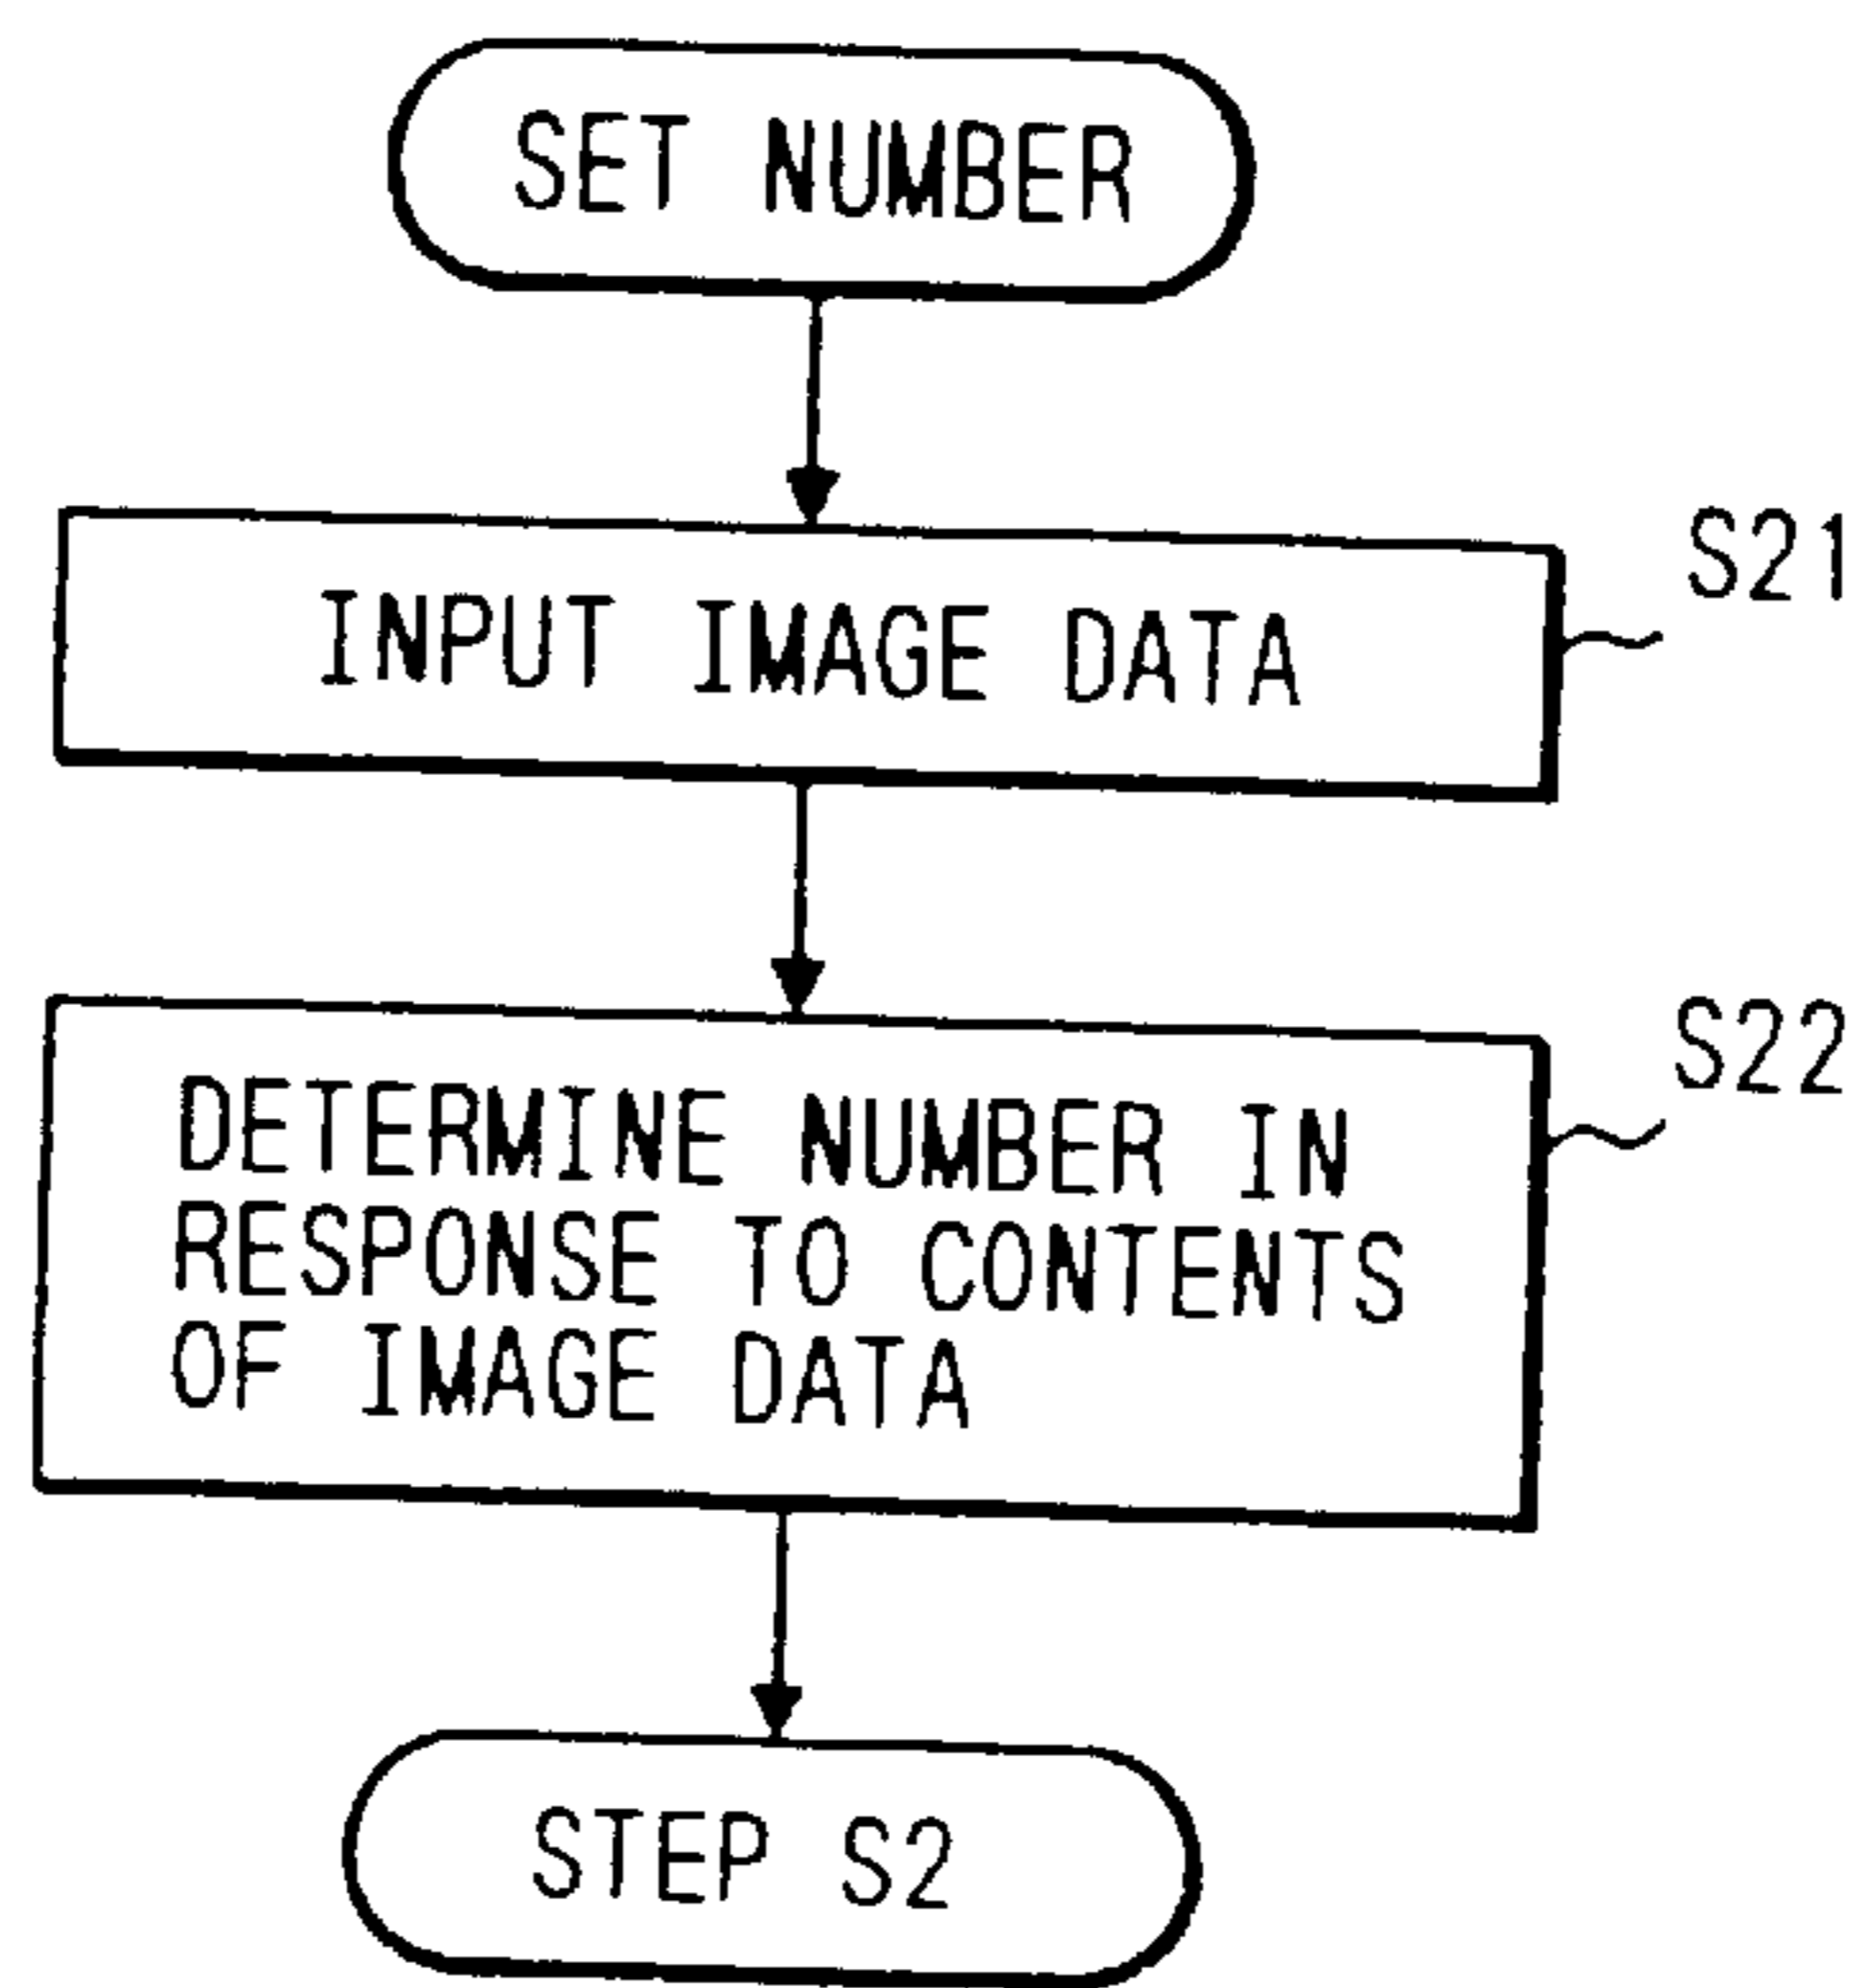 SET NUMBER
INPUT IMAGE DATA
S21
DETERMINE NUMBER IN
RESPONSE TO CONTENTS
OF IMAGE DATA
S22
STEP S2